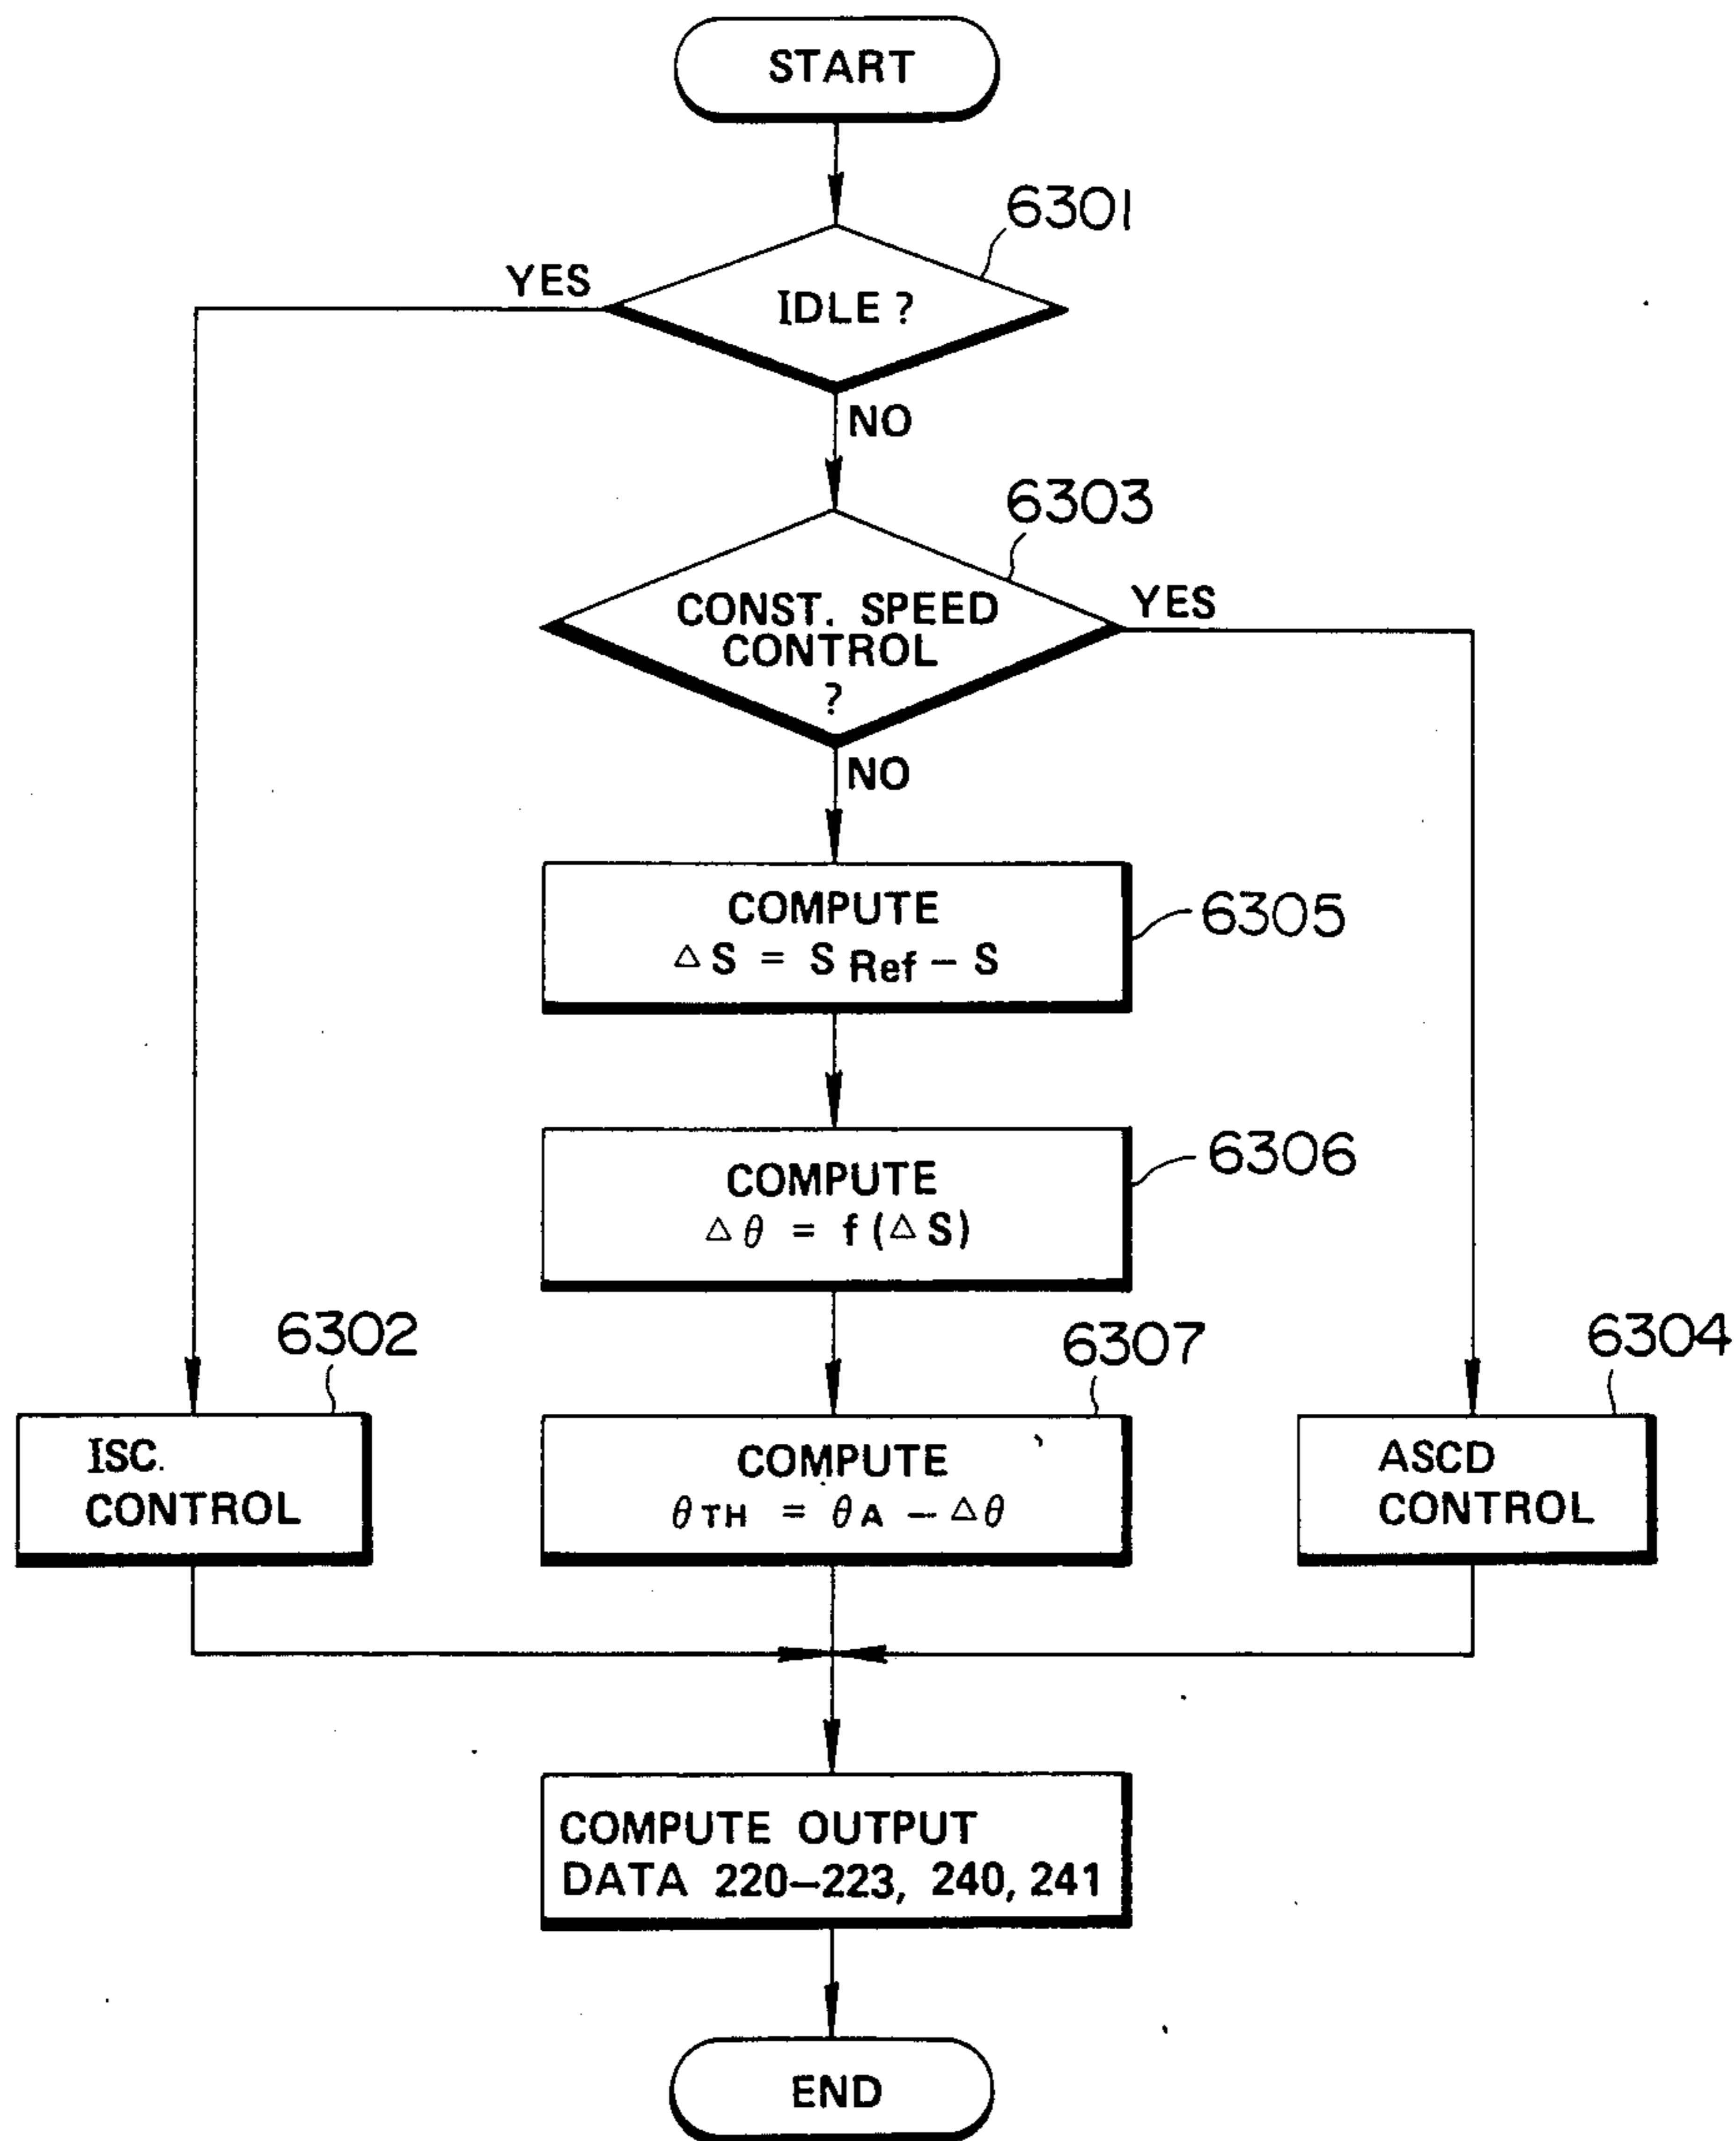 START
6301
YES
IDLE ?
NO
6303
CONST. SPEED
CONTROL
?
YES
NO
COMPUTE
△S = S Ref – S
6305
COMPUTE
△θ = f(△S)
6306
6302
6307
6304
ISC.
CONTROL
COMPUTE
θTH = θA – △θ
ASCD
CONTROL
COMPUTE OUTPUT
DATA 220–223, 240, 241
END